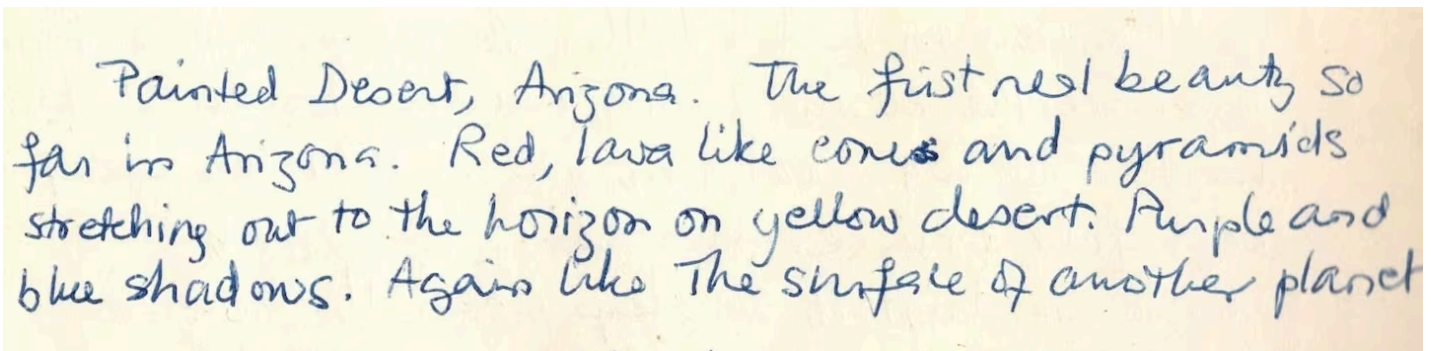 Painted Desert, Arizona. The first real beauty so
far in Arizona. Red, lava like cones and pyramids
stretching out to the horizon on yellow desert. Purple and
blue shadows. Again like The surface of another planet